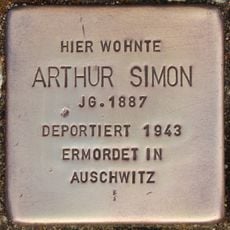 HIER WOHNTE
ARTHUR SIMON
JG. 1887
DEPORTIERT 1943
ERMORDET IN
AUSCHWITZ